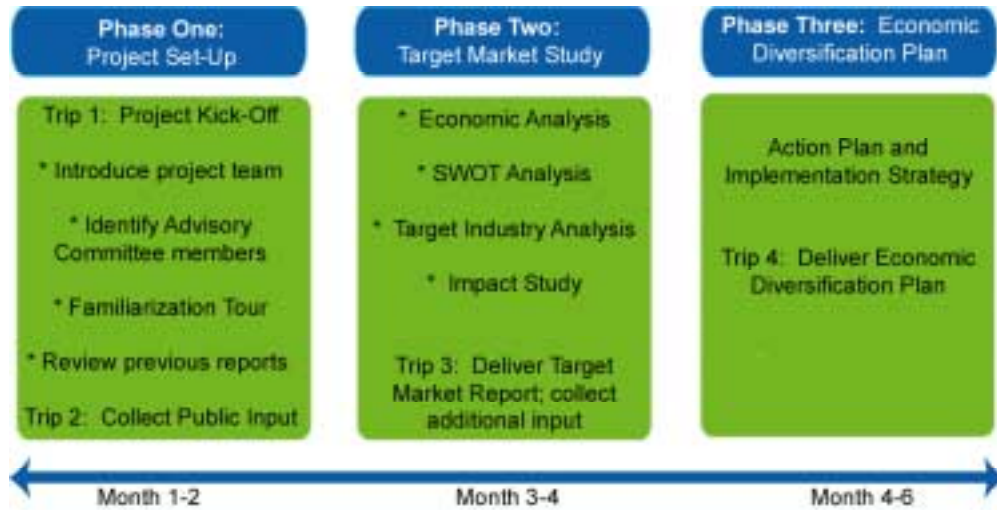 Phase One:
Project Set-Up
Trip 1: Project Kick-Off
* Introduce project team
* Identify Advisory
Committee members
* Familiarization Tour
* Review previous reports
Trip 2: Collect Public Input
Month 1-2
Phase Two:
Target Market Study
* Economic Analysis
* SWOT Analysis
* Target Industry Analysis
* Impact Study
Trip 3: Deliver Target
Market Report; collect
additional input
Month 3-4
Phase Three: Economic
Diversification Plan
Action Plan and
Implementation Strategy
Trip 4: Deliver Economic
Diversification Plan
Month 4-6